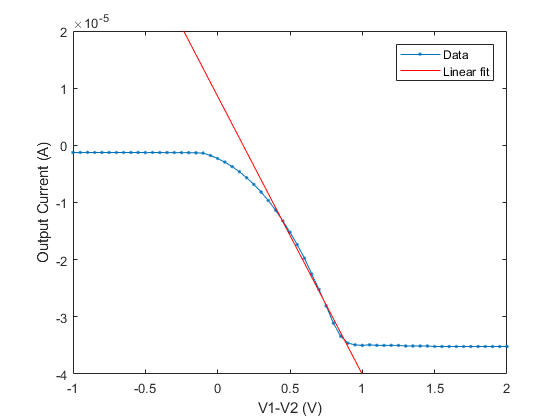 ×10⁻⁵
2
1
0
-1
-2
-3
-4
Output Current (A)
Data
Linear fit
-1 -0.5 0 0.5 1 1.5 2
V1-V2 (V)